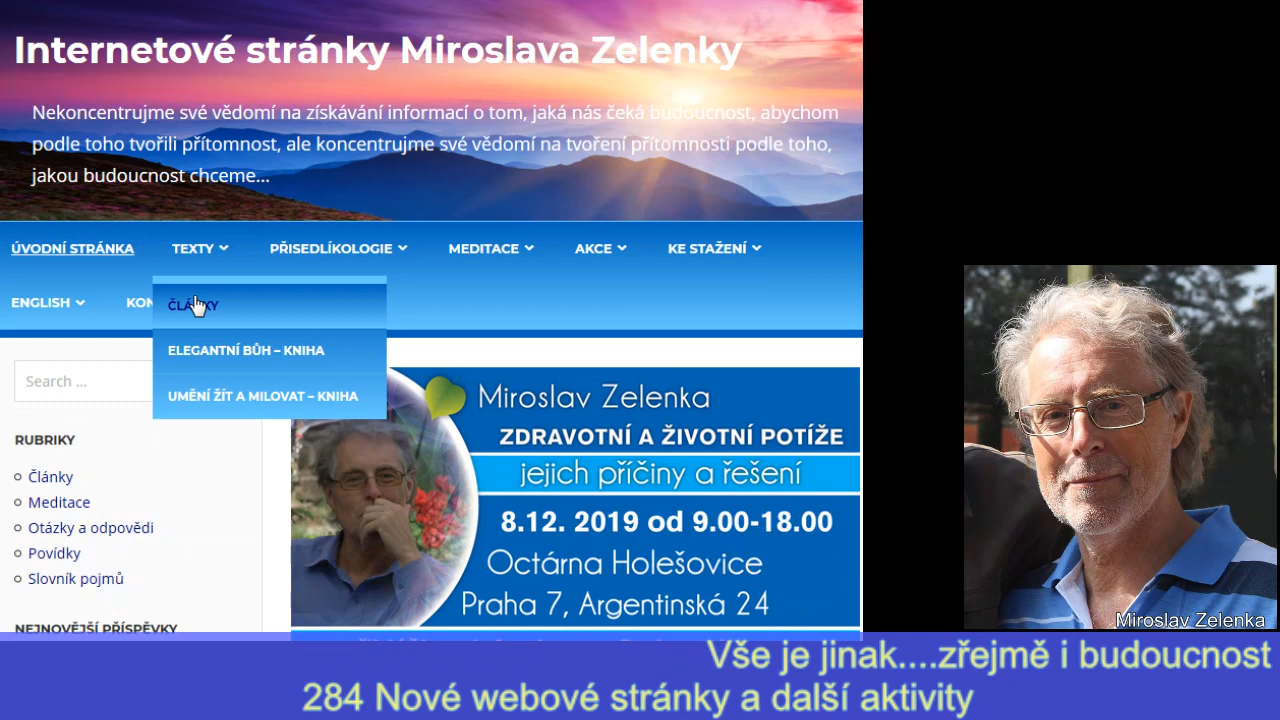 Internetové stránky Miroslava Zelenky
Nekoncentrujme své vědomí na získávání informací o tom, jaká nás čeká budoucnost, abychom
podle toho tvořili přítomnost, ale koncentrujme své vědomí na tvoření přítomnosti podle toho,
jakou budoucnost chceme...
ÚVODNÍ STRÁNKA TEXTY PŘISEDLÍKOLOGIE MEDITACE AKCE KE STAŽENÍ
ENGLISH
ČLÁNKY
ELEGANTNÍ BŮH – KNIHA
UMĚNÍ ŽÍT A MILOVAT – KNIHA
Search ...
RUBRIKY
Články
Meditace
Otázky a odpovědi
Povídky
Slovník pojmů
NEJNOVĚJŠÍ PŘÍSPĚVKY
Miroslav Zelenka
ZDRAVOTNÍ A ŽIVOTNÍ POTÍŽE
jejich příčiny a řešení
8.12. 2019 od 9.00-18.00
Octárna Holešovice
Praha 7, Argentinská 24
Miroslav Zelenka
Vše je jinak....zřejmě i budoucnost
284 Nové webové stránky a další aktivity